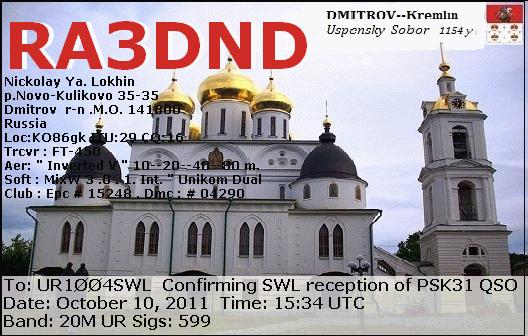 RA3DND
DMITROV--Kremlin
Uspensky Sobor 1154 y
Nickolay Ya. Lokhin
p.Novo-Kulikovo 35-35
Dmitrov r-n .M.O. 141800
Russia
Loc:KO86gk ITU:29 CQ:16
Trcvr : FT-450
Aer: " Inverted V " 10--20--40--80 m.
Soft : MixW 3 .0 . 1. Int. " Unikom Dual
Club : Epc # 15248 . Dmc : # 04290
To: UR1ØØ4SWL Confirming SWL reception of PSK31 QSO
Date: October 10, 2011 Time: 15:34 UTC
Band: 20M UR Sigs: 599